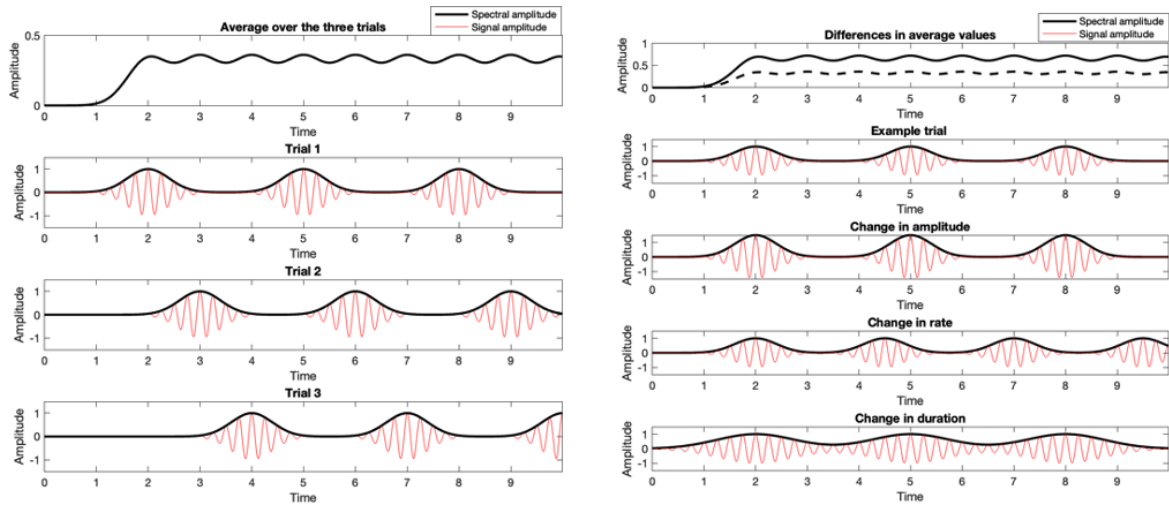 Spectral amplitude
Signal amplitude
Average over the three trials
Amplitude
0.5
0
0 1 2 3 4 5 6 7 8 9
Time
Trial 1
Amplitude
1
0
-1
0 1 2 3 4 5 6 7 8 9
Time
Trial 2
Amplitude
1
0
-1
0 1 2 3 4 5 6 7 8 9
Time
Trial 3
Amplitude
1
0
-1
0 1 2 3 4 5 6 7 8 9
Time
Spectral amplitude
Signal amplitude
Differences in average values
Amplitude
1
0.5
0
0 1 2 3 4 5 6 7 8 9
Time
Example trial
Amplitude
1
0
-1
0 1 2 3 4 5 6 7 8 9
Time
Change in amplitude
Amplitude
1
0
-1
0 1 2 3 4 5 6 7 8 9
Time
Change in rate
Amplitude
1
0
-1
0 1 2 3 4 5 6 7 8 9
Time
Change in duration
Amplitude
1
0
-1
0 1 2 3 4 5 6 7 8 9
Time